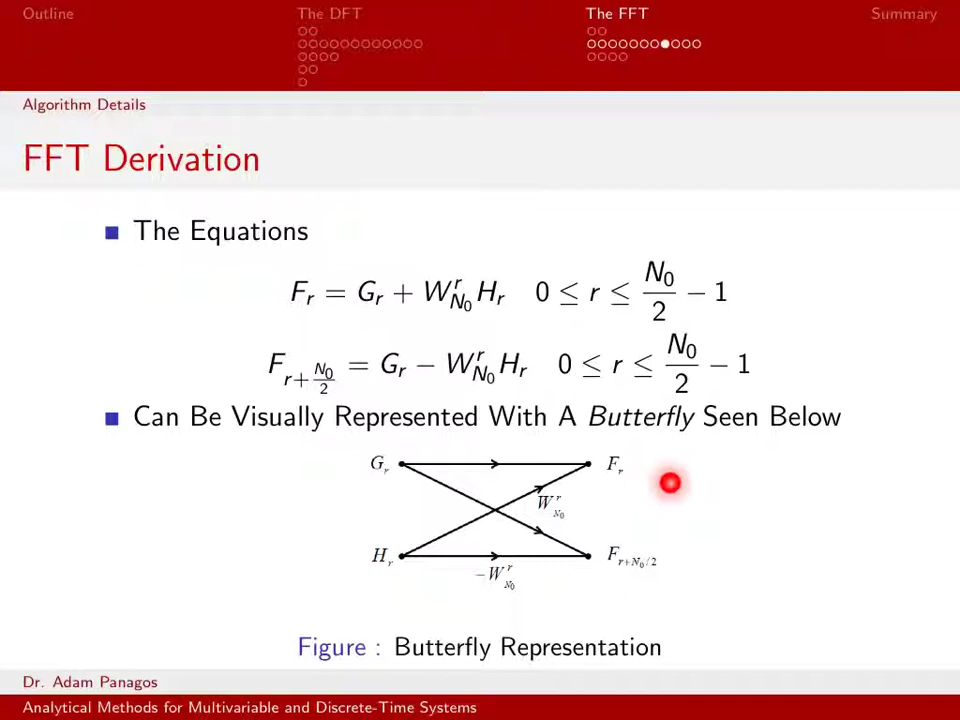 Outline The DFT The FFT Summary
Algorithm Details
FFT Derivation
The Equations
F_r = G_r + W_{N_0}^r H_r 0 ≤ r ≤ \frac{N_0}{2} − 1
F_{r+\frac{N_0}{2}} = G_r − W_{N_0}^r H_r 0 ≤ r ≤ \frac{N_0}{2} − 1
Can Be Visually Represented With A Butterfly Seen Below
G_r F_r
W_{N_0}^r
H_r F_{r+N_0/2}
−W_{N_0}^r
Figure : Butterfly Representation
Dr. Adam Panagos
Analytical Methods for Multivariable and Discrete-Time Systems